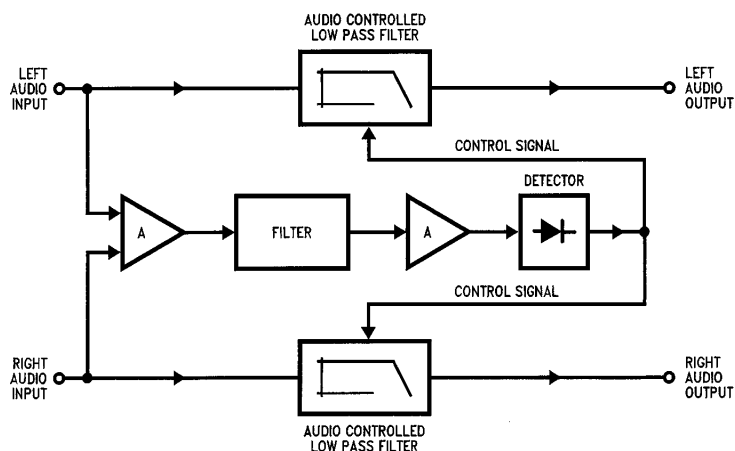 AUDIO CONTROLLED
LOW PASS FILTER
LEFT
AUDIO
INPUT
LEFT
AUDIO
OUTPUT
CONTROL SIGNAL
DETECTOR
A
FILTER
A
CONTROL SIGNAL
RIGHT
AUDIO
INPUT
RIGHT
AUDIO
OUTPUT
AUDIO CONTROLLED
LOW PASS FILTER